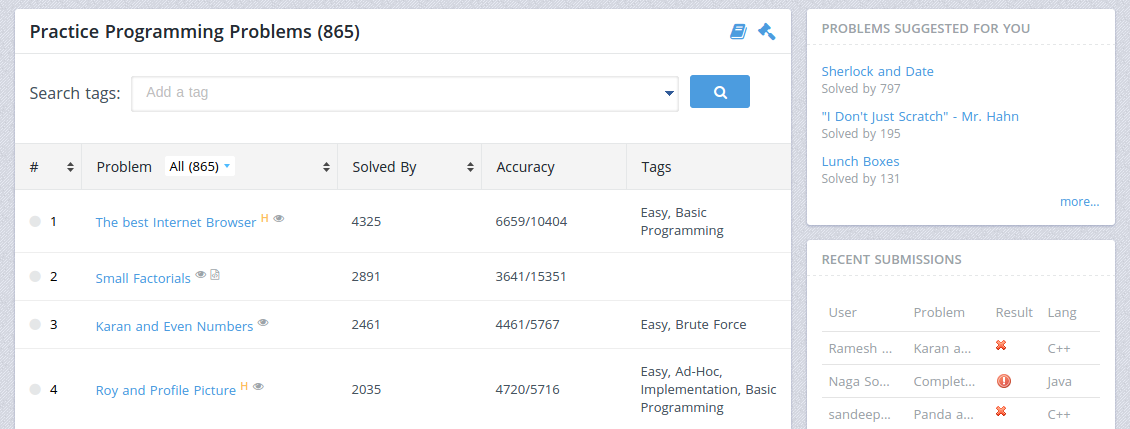 Practice Programming Problems (865)
Search tags: Add a tag
# Problem All (865) Solved By Accuracy Tags
1 The best Internet Browser H 4325 6659/10404 Easy, Basic
Programming
2 Small Factorials 2891 3641/15351
3 Karan and Even Numbers 2461 4461/5767 Easy, Brute Force
4 Roy and Profile Picture H 2035 4720/5716 Easy, Ad-Hoc,
Implementation, Basic
Programming
PROBLEMS SUGGESTED FOR YOU
Sherlock and Date
Solved by 797
"I Don't Just Scratch" - Mr. Hahn
Solved by 195
Lunch Boxes
Solved by 131
more...
RECENT SUBMISSIONS
User Problem Result Lang
Ramesh ... Karan a... C++
Naga So... Complet... Java
sandeep... Panda a... C++